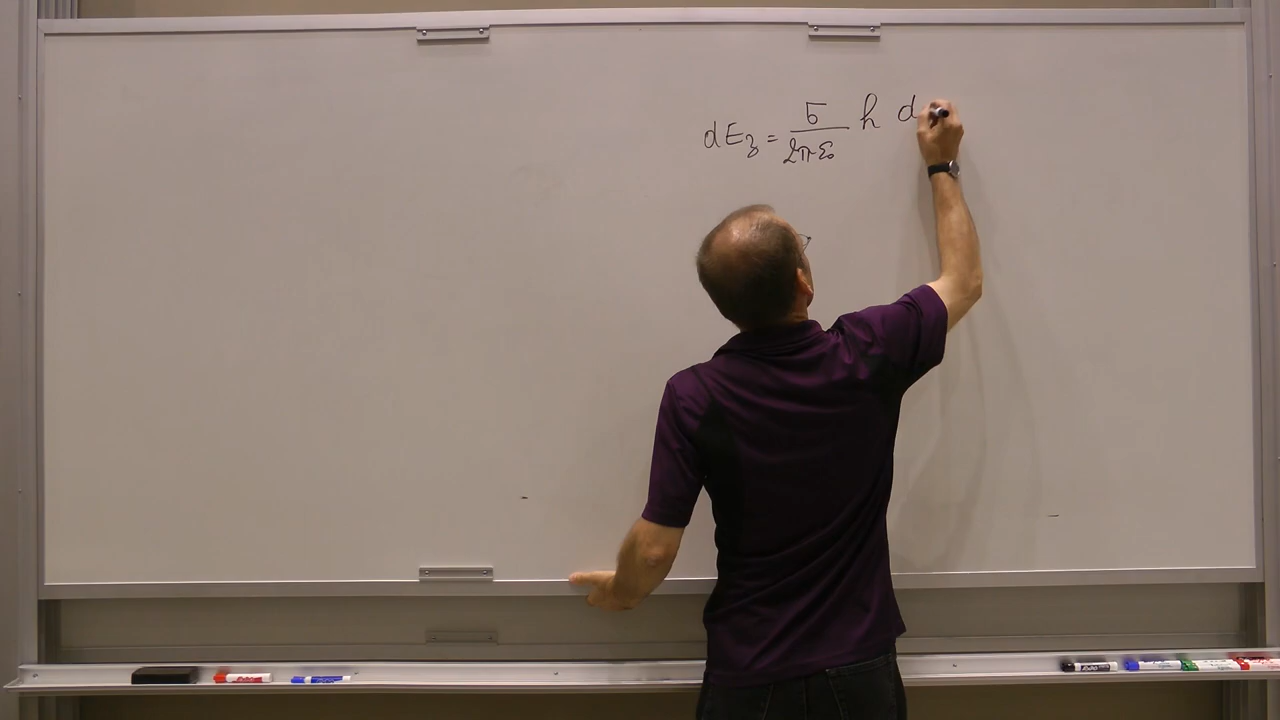 dE_z = σ/(2πε₀) h d